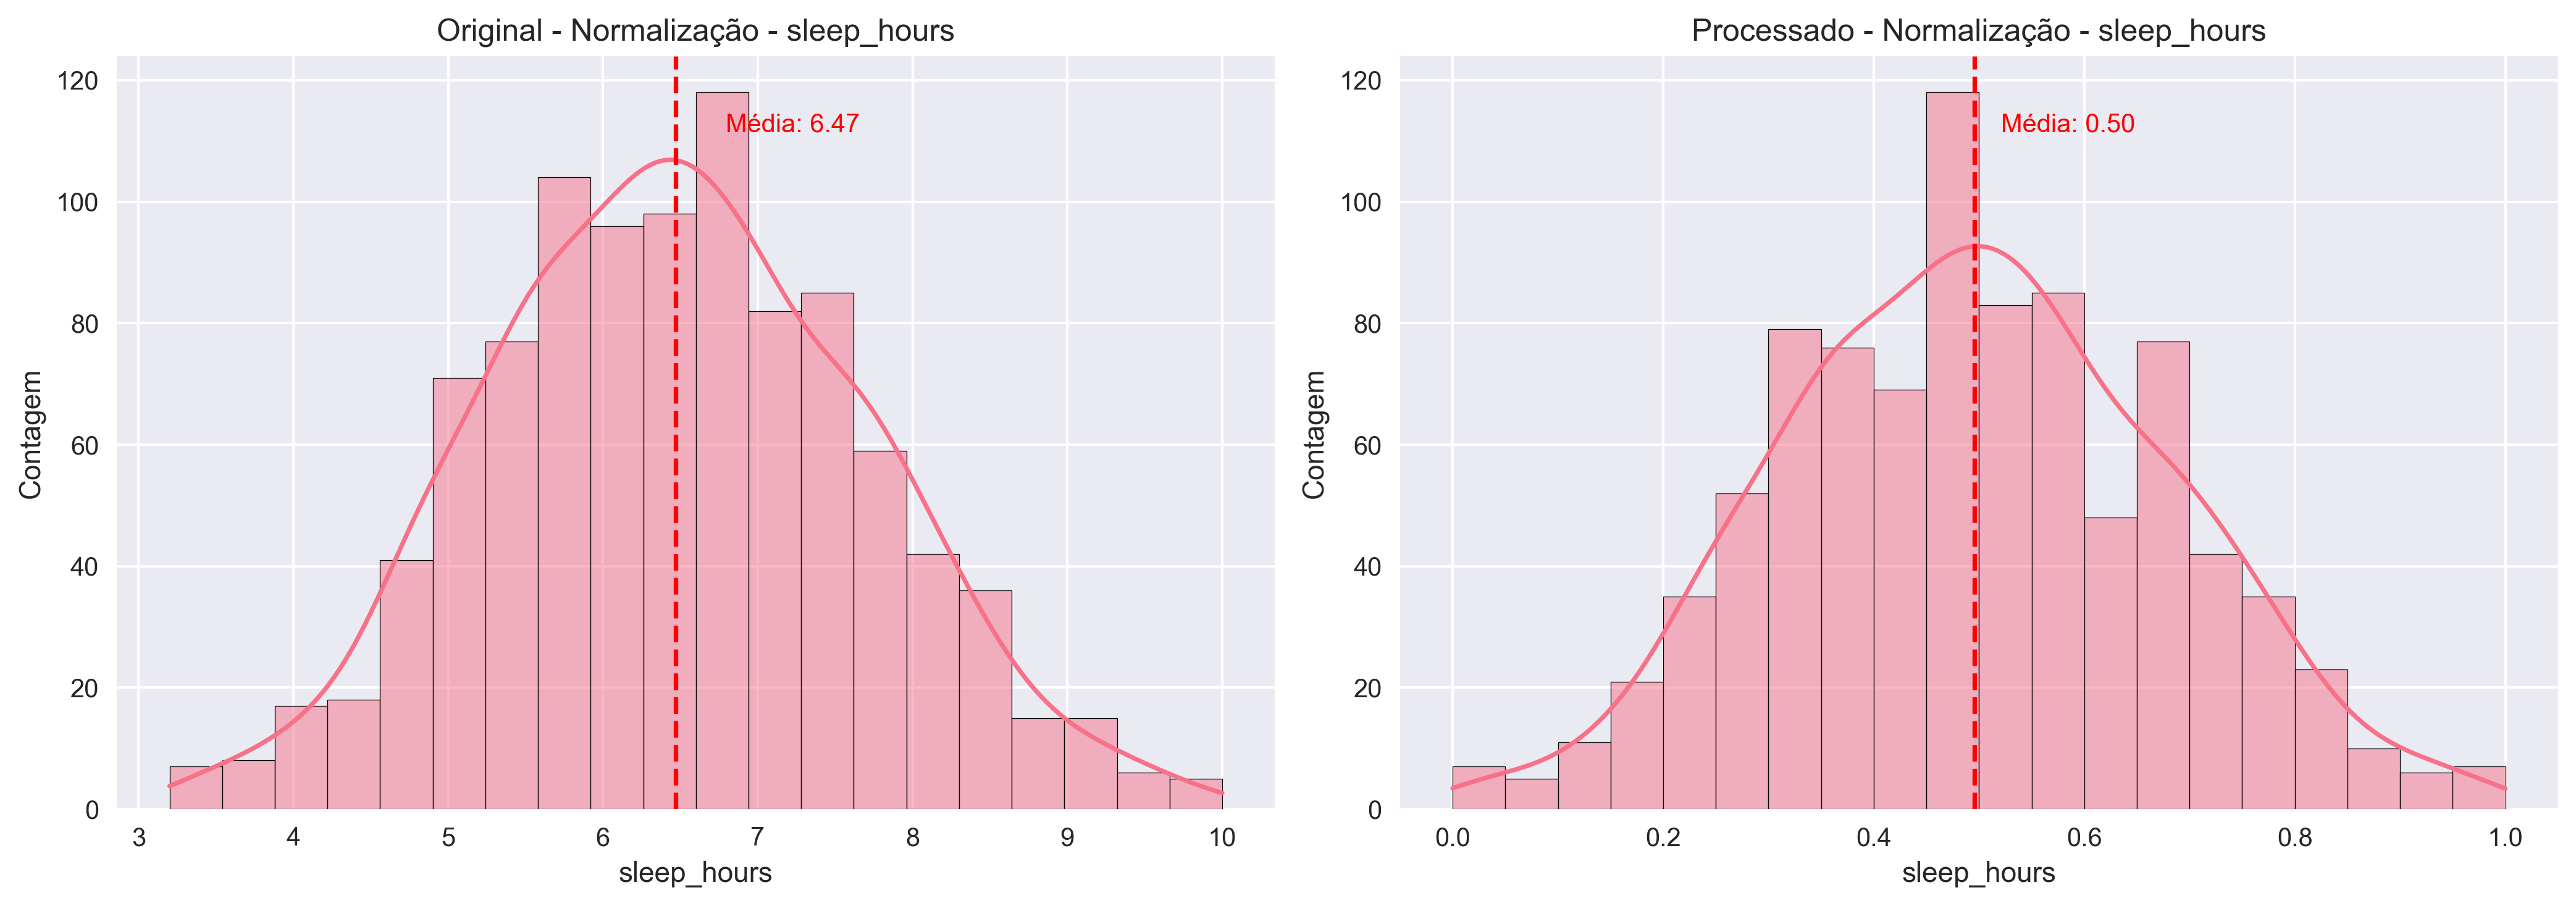 Original - Normalização - sleep_hours
120
100
80
60
40
20
0
Contagem
Média: 6.47
3 4 5 6 7 8 9 10
sleep_hours
Processado - Normalização - sleep_hours
120
100
80
60
40
20
0
Contagem
Média: 0.50
0.0 0.2 0.4 0.6 0.8 1.0
sleep_hours